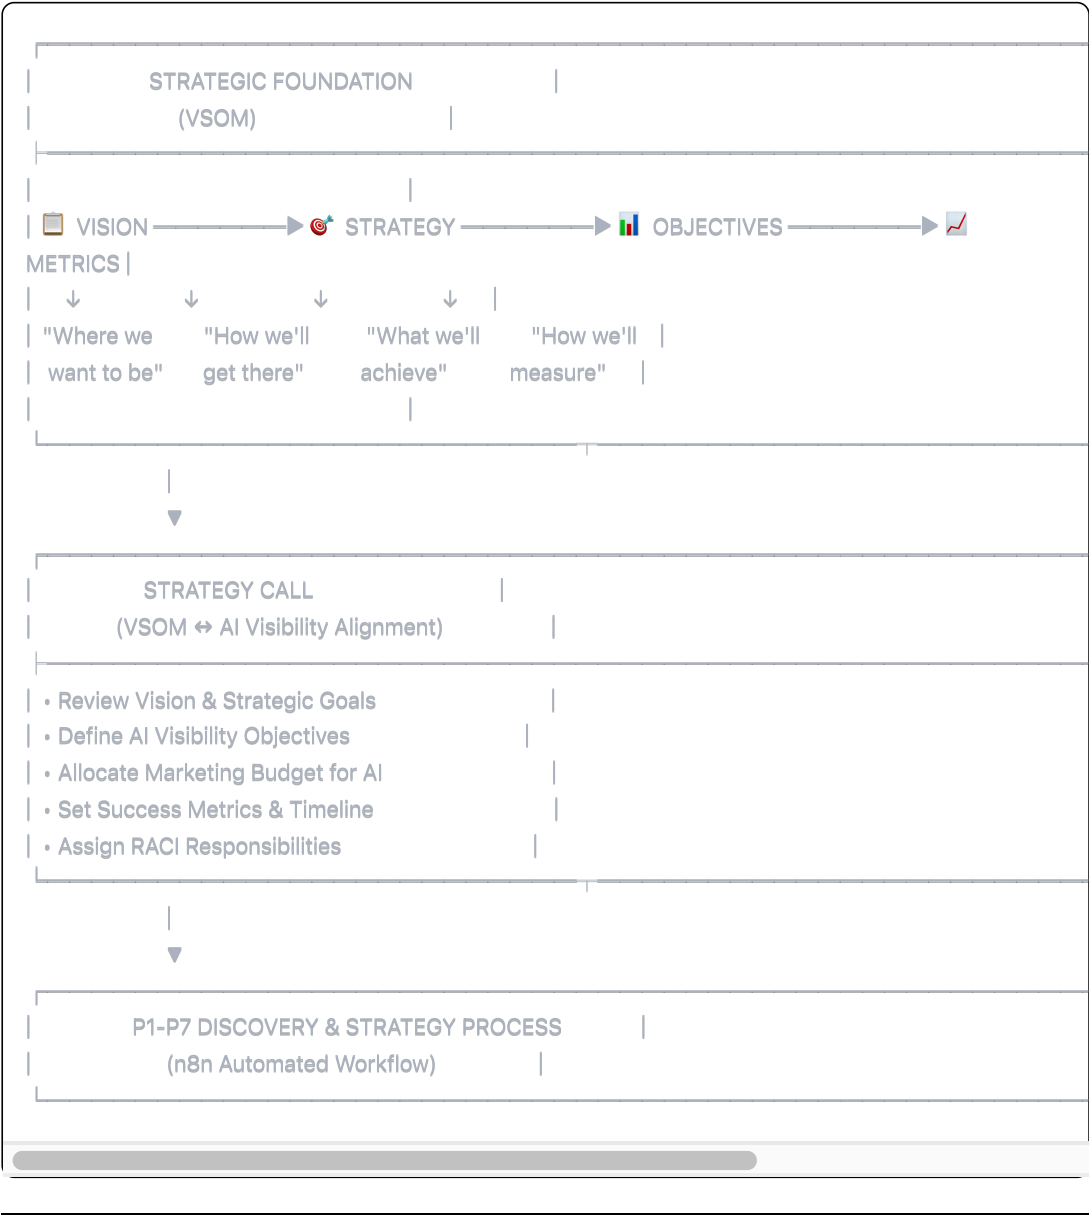 STRATEGIC FOUNDATION
(VSOM)
📋 VISION ─────► 🎯 STRATEGY ─────► 📊 OBJECTIVES ─────► 📈
METRICS
↓ ↓ ↓ ↓
"Where we "How we'll "What we'll "How we'll
want to be" get there" achieve" measure"
▼
STRATEGY CALL
(VSOM ↔ AI Visibility Alignment)
• Review Vision & Strategic Goals
• Define AI Visibility Objectives
• Allocate Marketing Budget for AI
• Set Success Metrics & Timeline
• Assign RACI Responsibilities
▼
P1-P7 DISCOVERY & STRATEGY PROCESS
(n8n Automated Workflow)